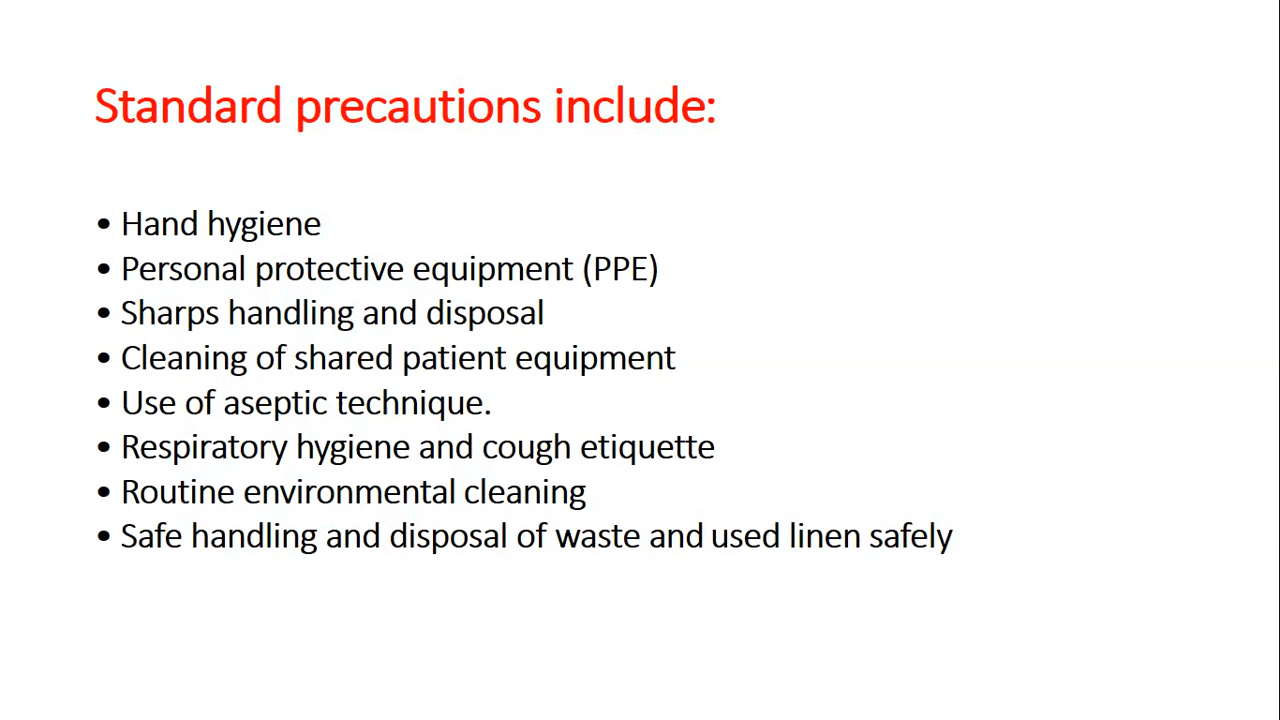 Standard precautions include:
• Hand hygiene
• Personal protective equipment (PPE)
• Sharps handling and disposal
• Cleaning of shared patient equipment
• Use of aseptic technique.
• Respiratory hygiene and cough etiquette
• Routine environmental cleaning
• Safe handling and disposal of waste and used linen safely